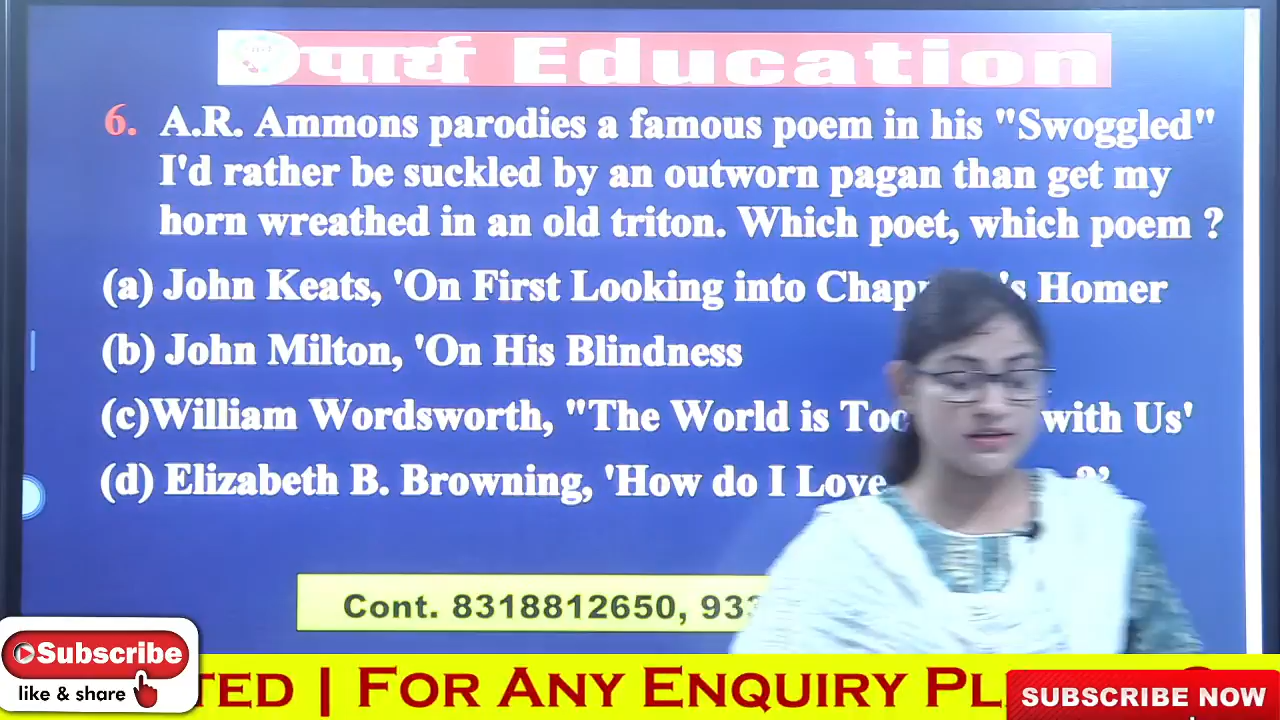 पार्थ Education
6. A.R. Ammons parodies a famous poem in his "Swoggled"
I'd rather be suckled by an outworn pagan than get my
horn wreathed in an old triton. Which poet, which poem ?
(a) John Keats, 'On First Looking into Homer
(b) John Milton, 'On His Blindness
(c)William Wordsworth, "The World is Too with Us'
(d) Elizabeth B. Browning, 'How do I Love ?’
Cont. 8318812650, 933
Subscribe
like & share
TED | FOR ANY ENQUIRY PL
SUBSCRIBE NOW